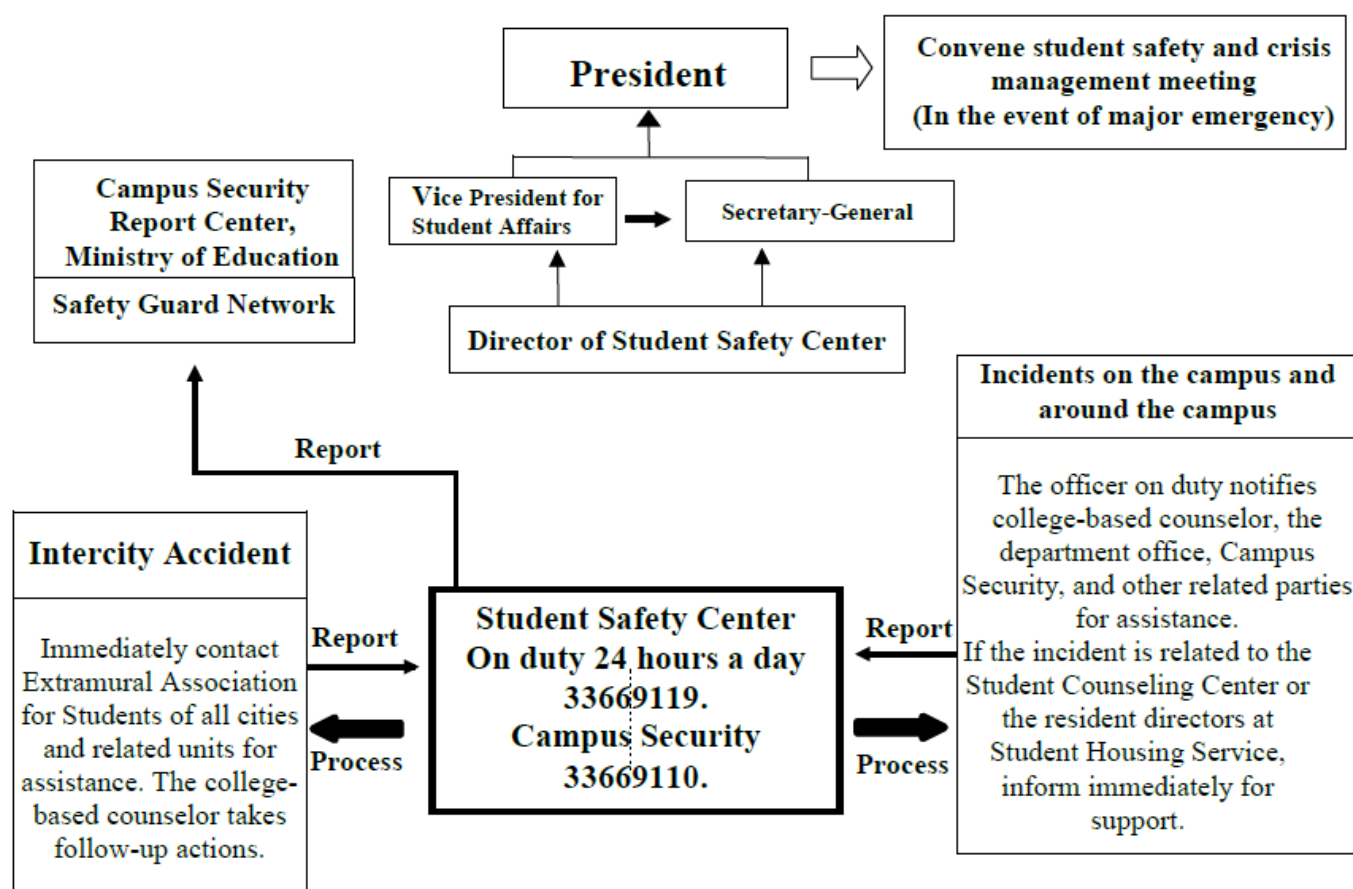 President
Convene student safety and crisis
management meeting
(In the event of major emergency)
Campus Security
Report Center,
Ministry of Education
Safety Guard Network
Vice President for
Student Affairs
Secretary-General
Director of Student Safety Center
Incidents on the campus and
around the campus
The officer on duty notifies
college-based counselor, the
department office, Campus
Security, and other related parties
for assistance.
If the incident is related to the
Student Counseling Center or
the resident directors at
Student Housing Service,
inform immediately for
support.
Report
Intercity Accident
Immediately contact
Extramural Association
for Students of all cities
and related units for
assistance. The college-
based counselor takes
follow-up actions.
Report
Process
Student Safety Center
On duty 24 hours a day
33669119.
Campus Security
33669110.
Report
Process